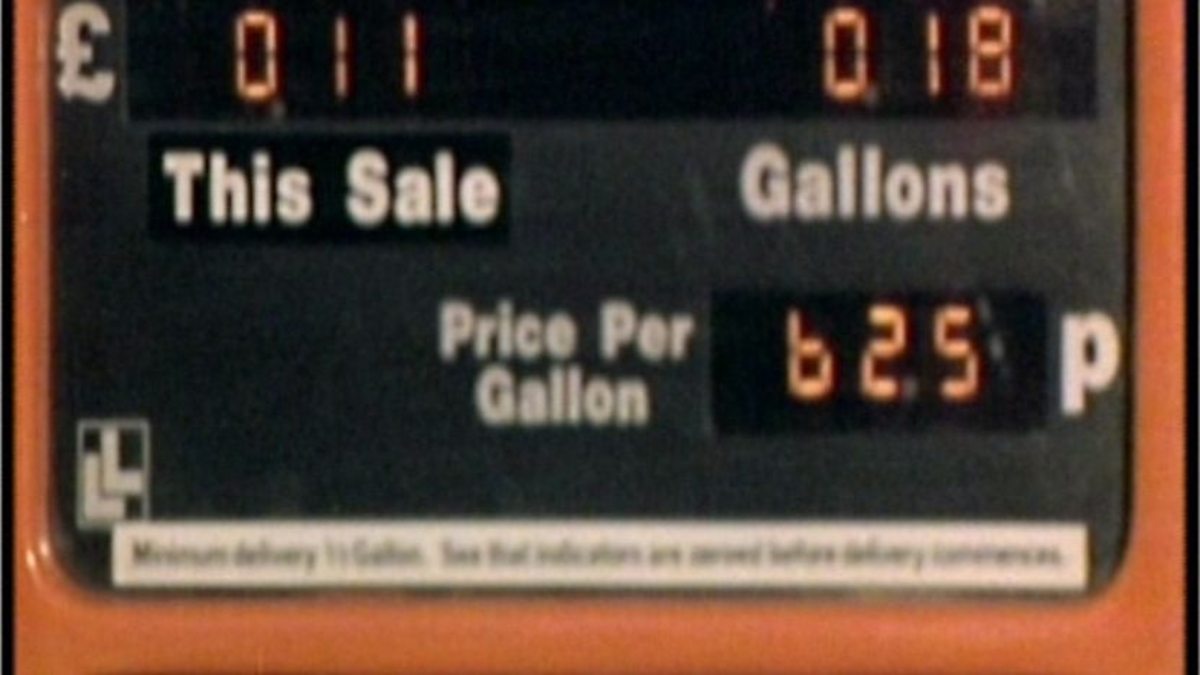 £ 0.11 0.18
This Sale Gallons
Price Per 62.5 p
Gallon
Minimum delivery ½ Gallon. See that indicators are zeroed before delivery commences.